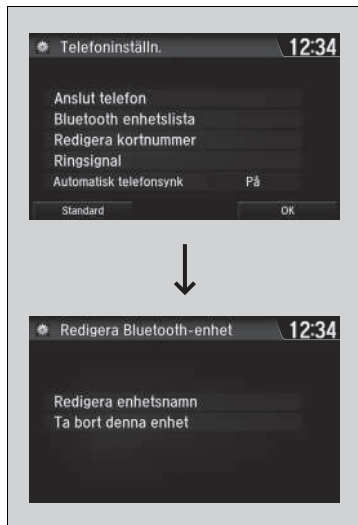 Telefoninställn. 12:34
Anslut telefon
Bluetooth enhetslista
Redigera kortnummer
Ringsignal
Automatisk telefonsynk På
Standard OK
Redigera Bluetooth-enhet 12:34
Redigera enhetsnamn
Ta bort denna enhet